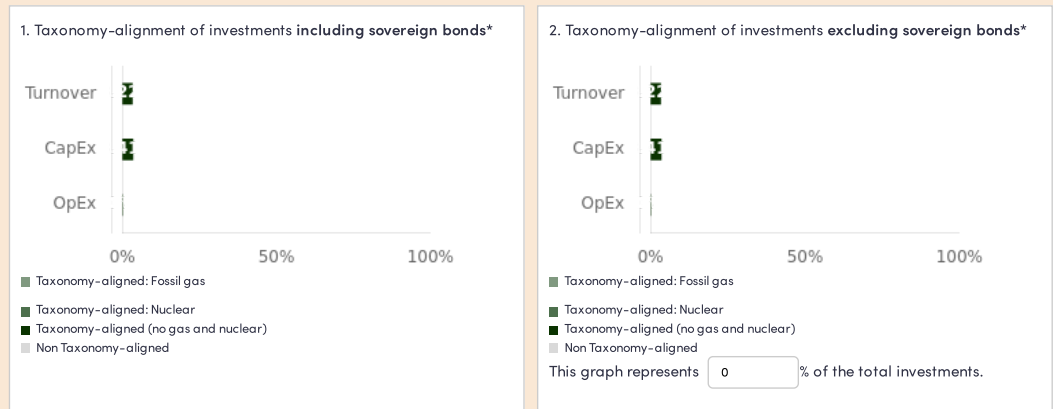 1. Taxonomy-alignment of investments including sovereign bonds*
Turnover
CapEx
OpEx
0% 50% 100%
Taxonomy-aligned: Fossil gas
Taxonomy-aligned: Nuclear
Taxonomy-aligned (no gas and nuclear)
Non Taxonomy-aligned
2. Taxonomy-alignment of investments excluding sovereign bonds*
Turnover
CapEx
OpEx
0% 50% 100%
Taxonomy-aligned: Fossil gas
Taxonomy-aligned: Nuclear
Taxonomy-aligned (no gas and nuclear)
Non Taxonomy-aligned
This graph represents 0 % of the total investments.